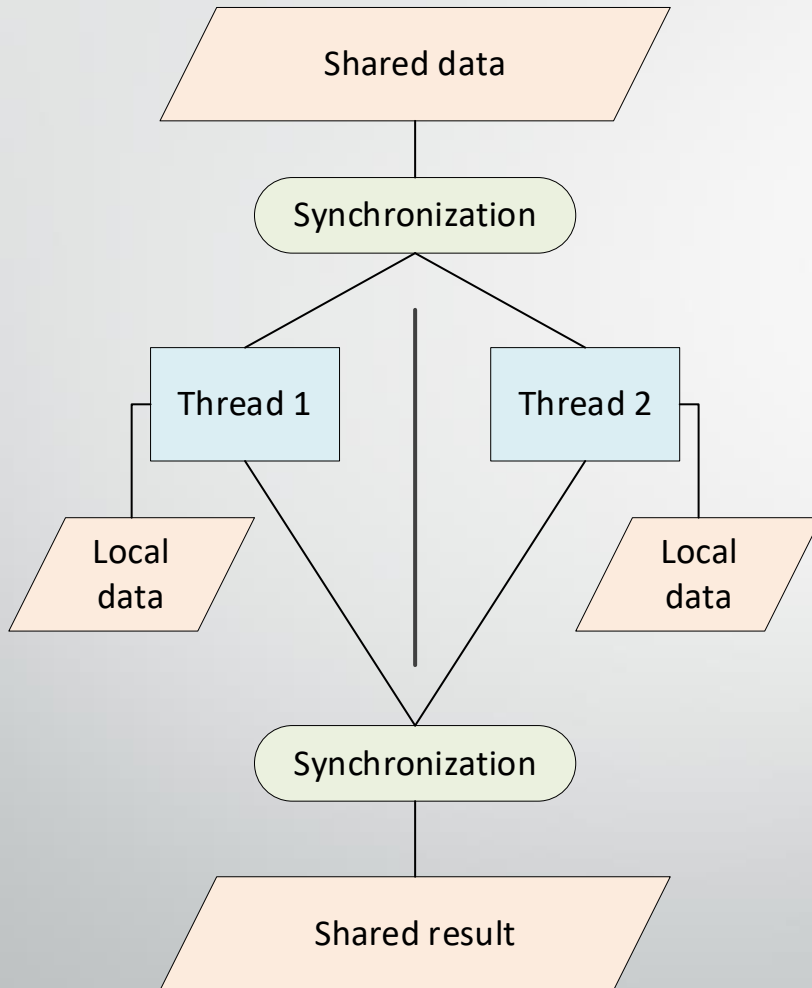 Shared data
Synchronization
Thread 1
Thread 2
Local
data
Local
data
Synchronization
Shared result